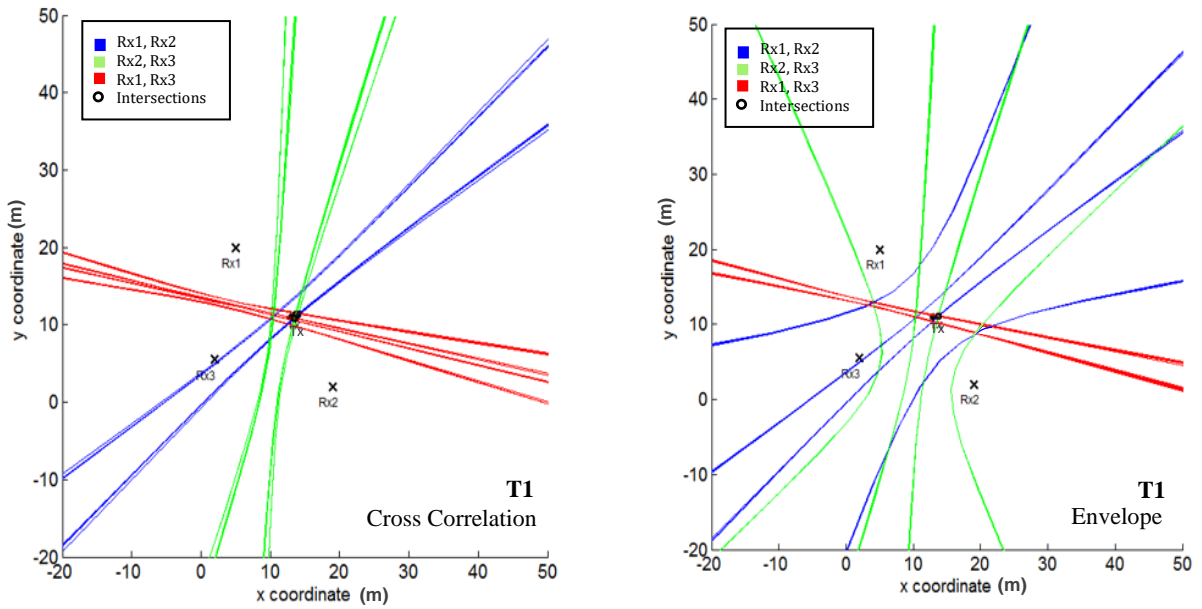 50
40
30
20
10
0
-10
-20
-20 -10 0 10 20 30 40 50
y coordinate (m)
x coordinate (m)
Rx1, Rx2
Rx2, Rx3
Rx1, Rx3
Intersections
Rx1
Tx
Rx3
Rx2
T1
Cross Correlation
50
40
30
20
10
0
-10
-20
-20 -10 0 10 20 30 40 50
y coordinate (m)
x coordinate (m)
Rx1, Rx2
Rx2, Rx3
Rx1, Rx3
Intersections
Rx1
Tx
Rx3
Rx2
T1
Envelope